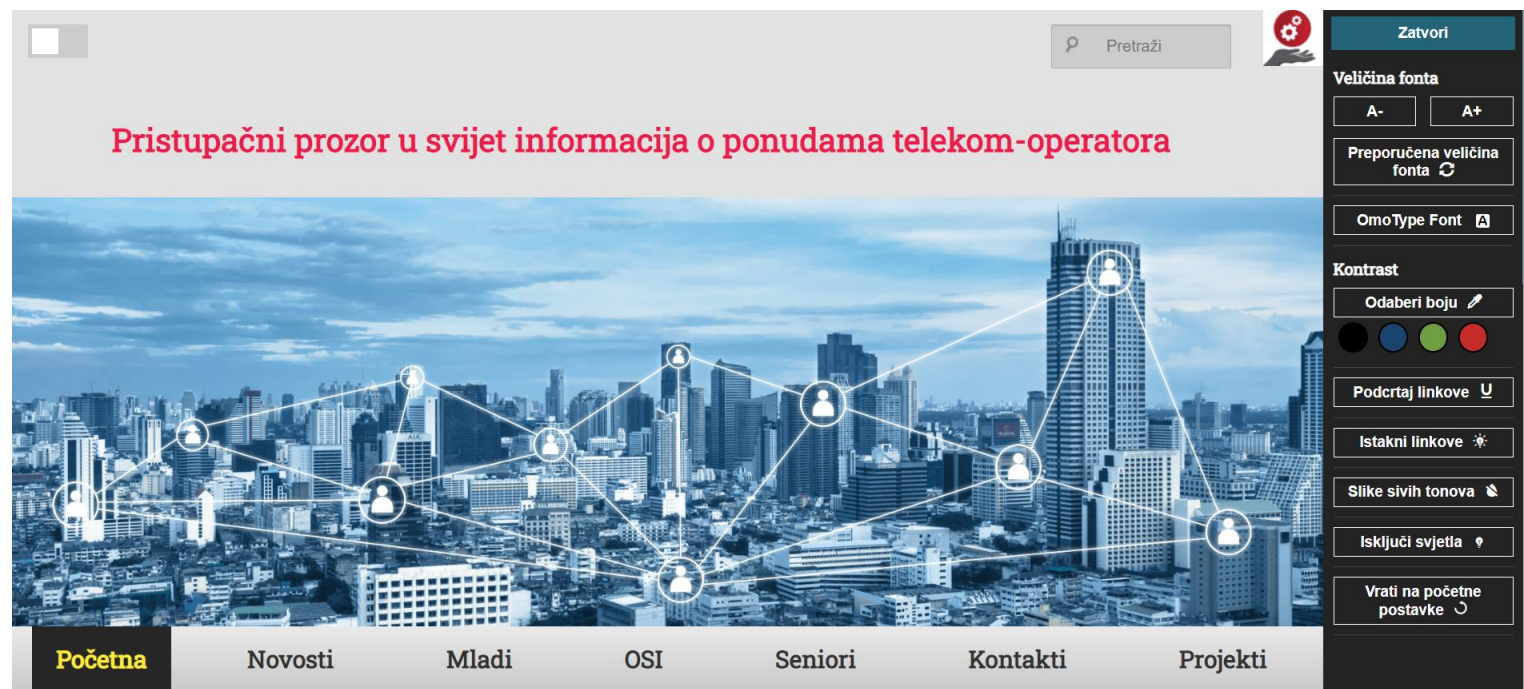 Pretraži
Pristupačni prozor u svijet informacija o ponudama telekom-operatora
Početna Novosti Mladi OSI Seniori Kontakti Projekti
Zatvori
Veličina fonta
A- A+
Preporučena veličina
fonta
OmoType Font A
Kontrast
Odaberi boju
Podcrtaj linkove U
Istakni linkove
Slike sivih tonova
Isključi svjetla
Vrati na početne
postavke